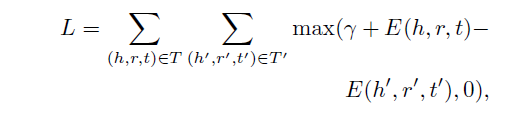 L = ∑ ∑ max(γ + E(h, r, t)−
(h,r,t)∈T (h′,r′,t′)∈T′
E(h′, r′, t′), 0),